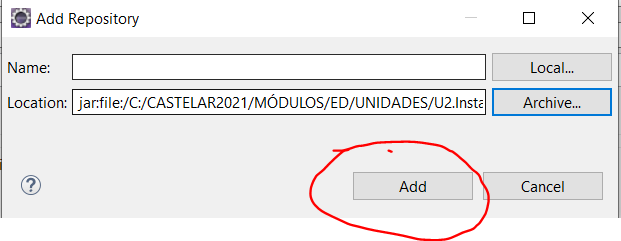 Add Repository
Name: Local...
Location: jar:file:/C:/CASTELAR2021/MÓDULOS/ED/UNIDADES/U2.Insta Archive...
? Add Cancel